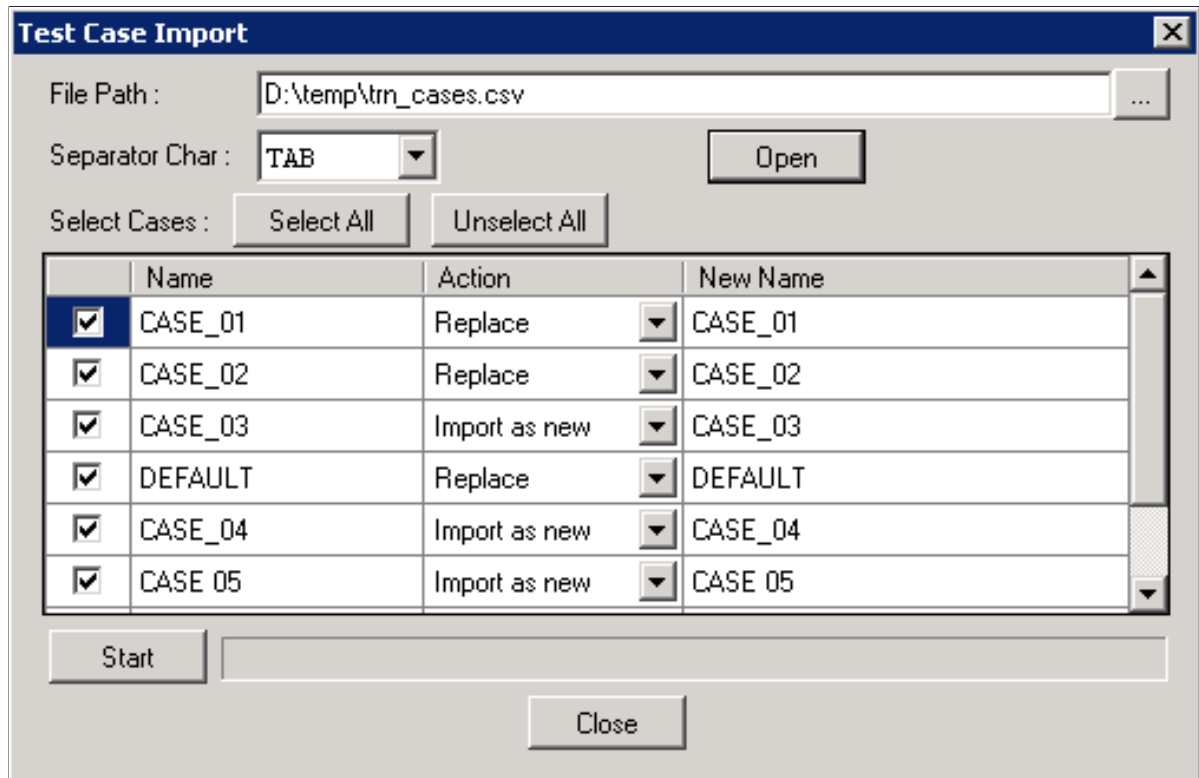 Test Case Import
File Path : D:\temp\trn_cases.csv ...
Separator Char : TAB Open
Select Cases : Select All Unselect All
Name Action New Name
CASE_01 Replace CASE_01
CASE_02 Replace CASE_02
CASE_03 Import as new CASE_03
DEFAULT Replace DEFAULT
CASE_04 Import as new CASE_04
CASE 05 Import as new CASE 05
Start
Close